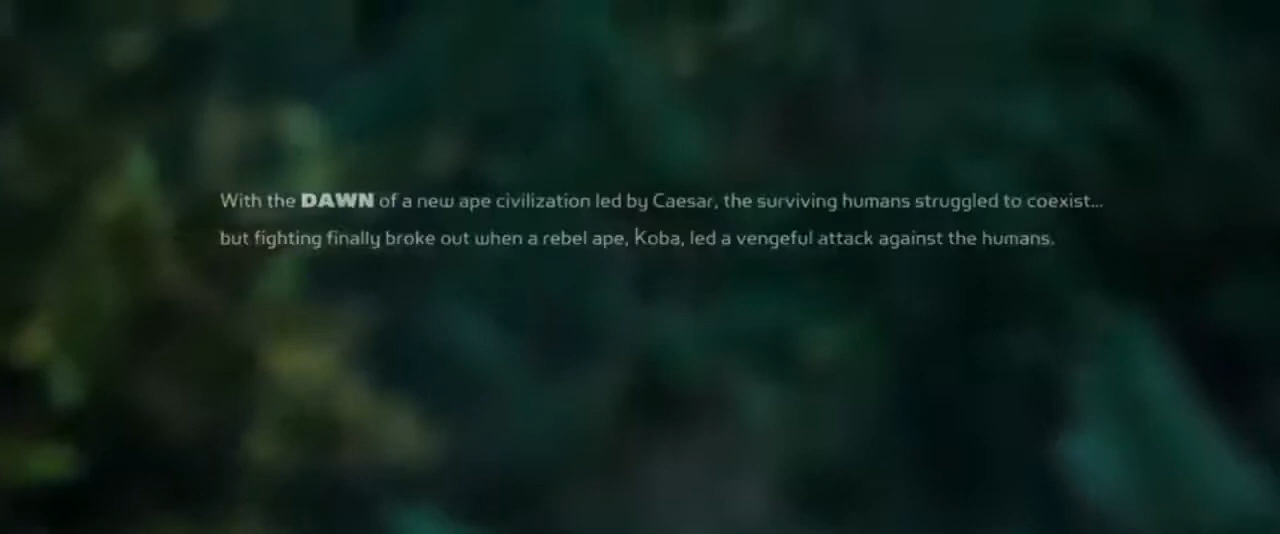 With the DAWN of a new ape civilization led by Caesar, the surviving humans struggled to coexist...
but fighting finally broke out when a rebel ape, Koba, led a vengeful attack against the humans.